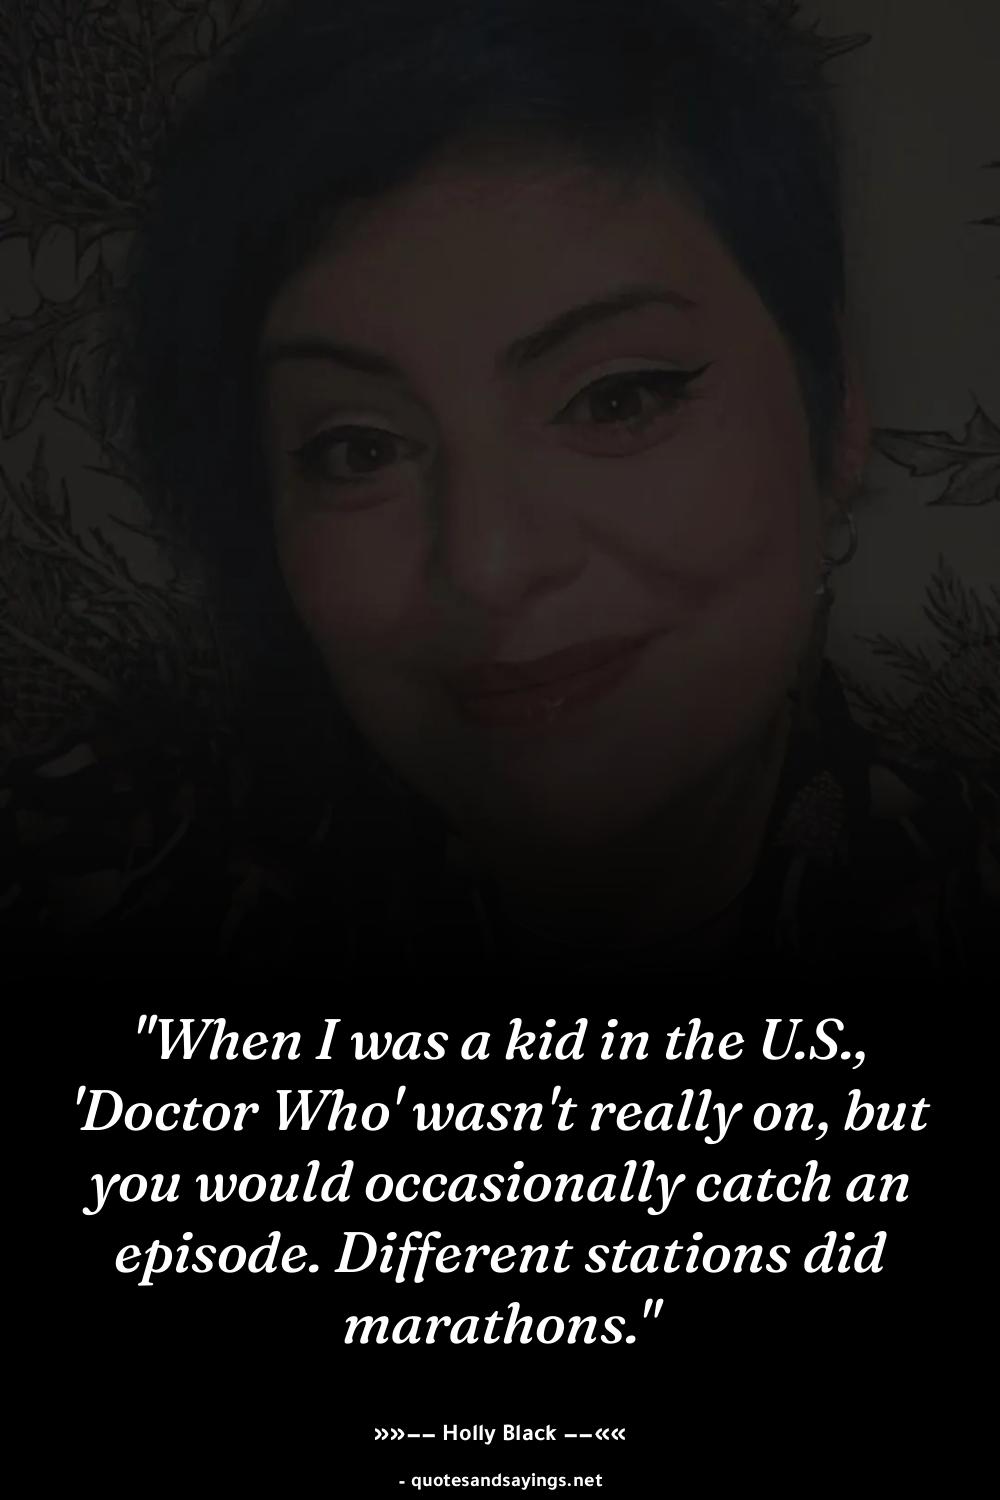 "When I was a kid in the U.S.,
'Doctor Who' wasn't really on, but
you would occasionally catch an
episode. Different stations did
marathons."
»»–– Holly Black ––««
- quotesandsayings.net